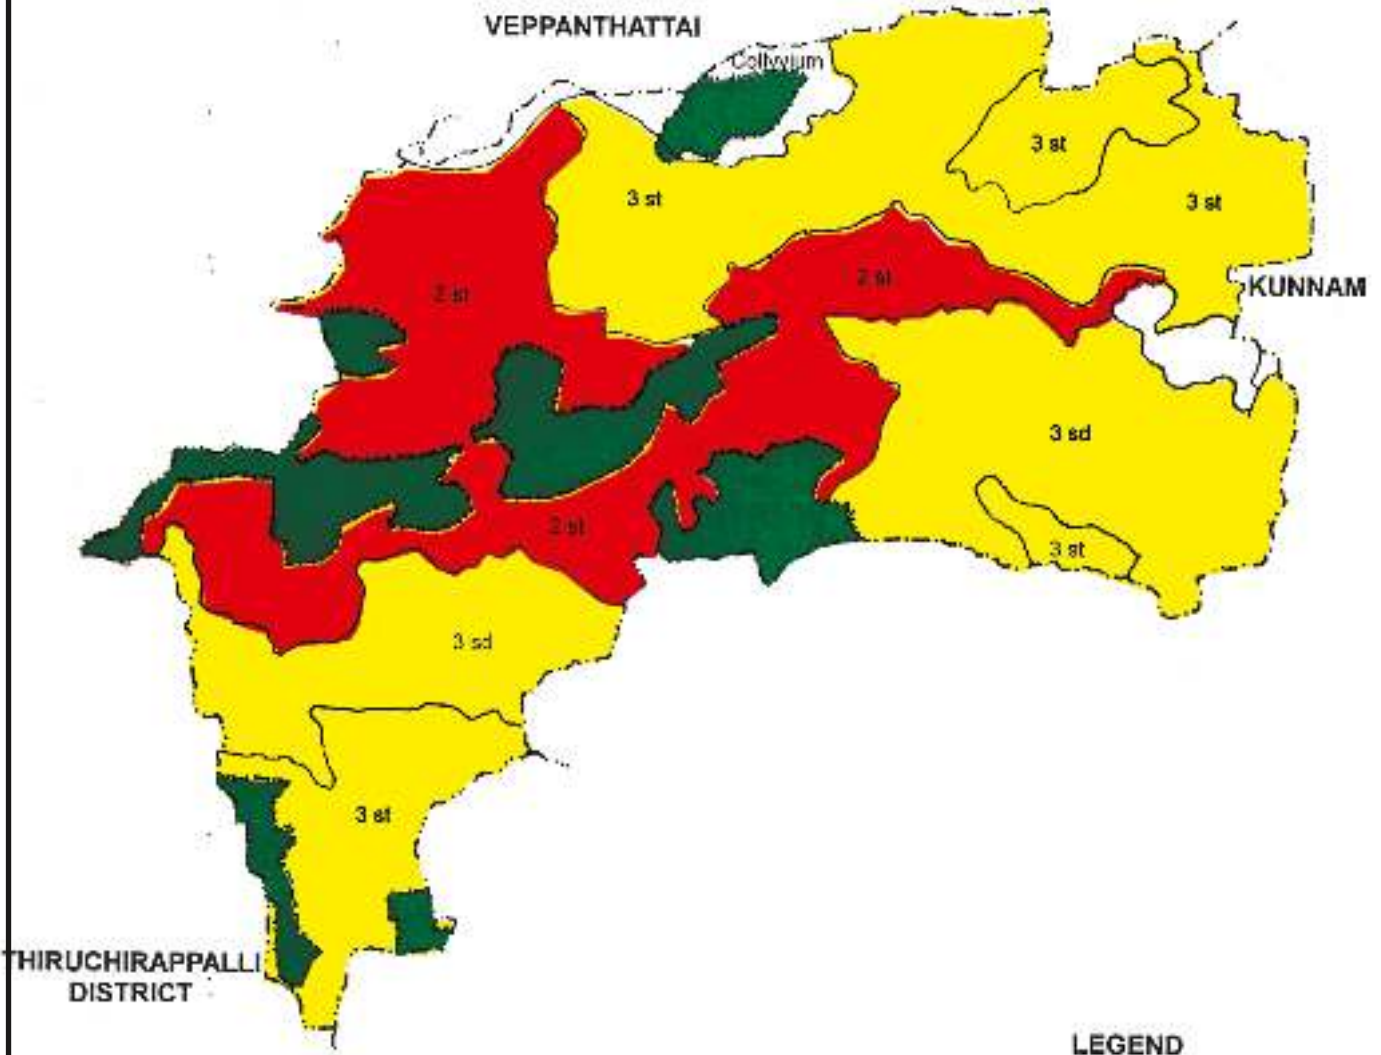 VEPPANTHATTAI
Collvvium
3 st
3 st
3 st
2 st
2 st
KUNNAM
3 sd
2 st
3 st
3 sd
3 st
THIRUCHIRAPPALLI
DISTRICT
LEGEND